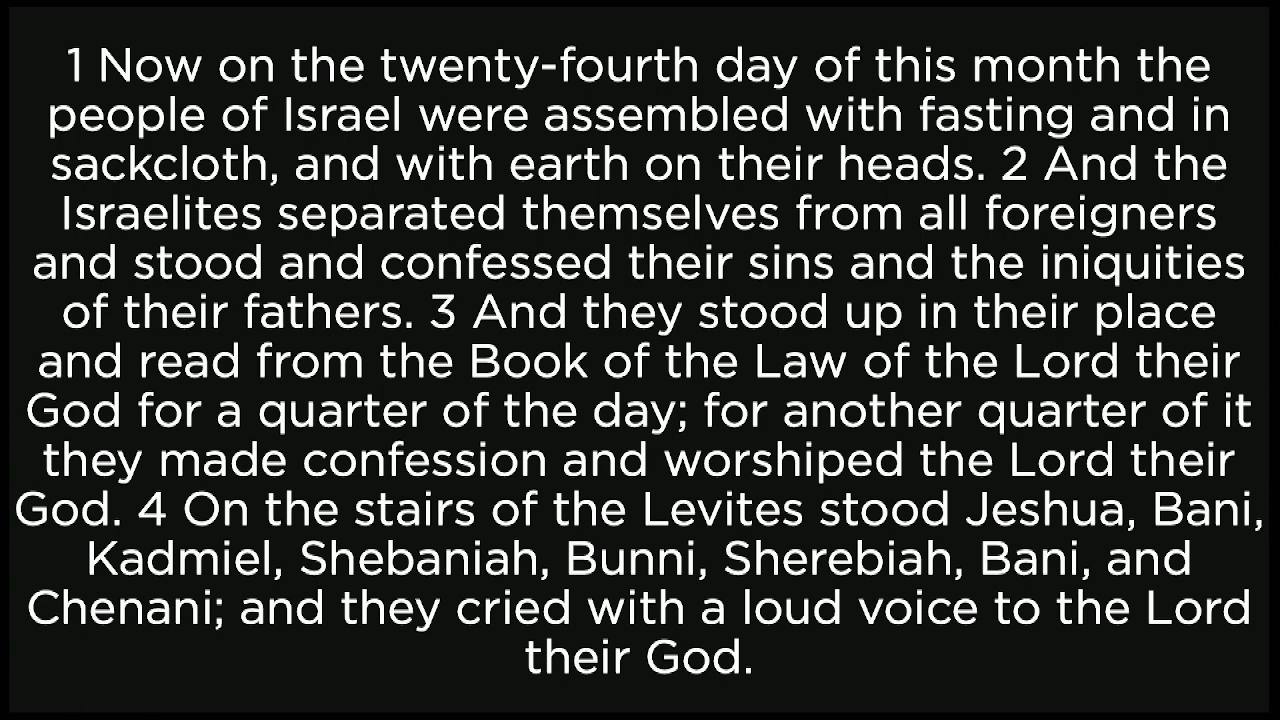 1 Now on the twenty-fourth day of this month the
people of Israel were assembled with fasting and in
sackcloth, and with earth on their heads. 2 And the
Israelites separated themselves from all foreigners
and stood and confessed their sins and the iniquities
of their fathers. 3 And they stood up in their place
and read from the Book of the Law of the Lord their
God for a quarter of the day; for another quarter of it
they made confession and worshiped the Lord their
God. 4 On the stairs of the Levites stood Jeshua, Bani,
Kadmiel, Shebaniah, Bunni, Sherebiah, Bani, and
Chenani; and they cried with a loud voice to the Lord
their God.